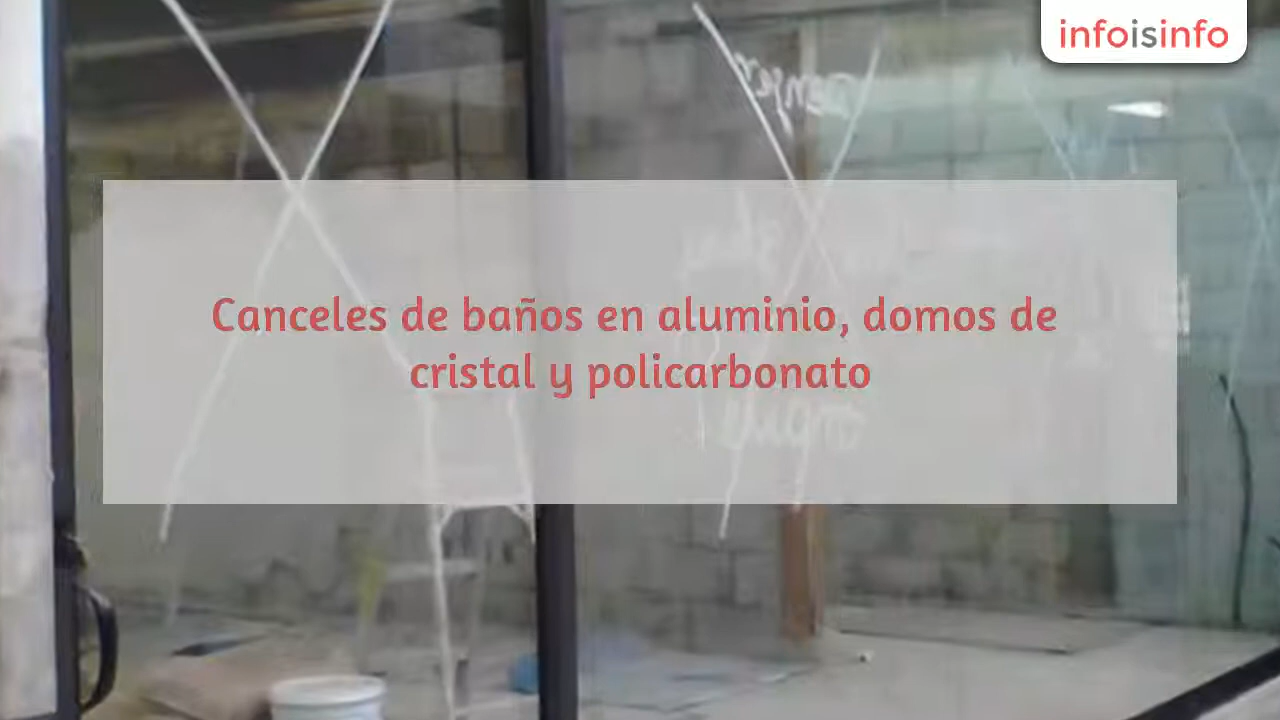 infoisinfo
Canceles de baños en aluminio, domos de
cristal y policarbonato